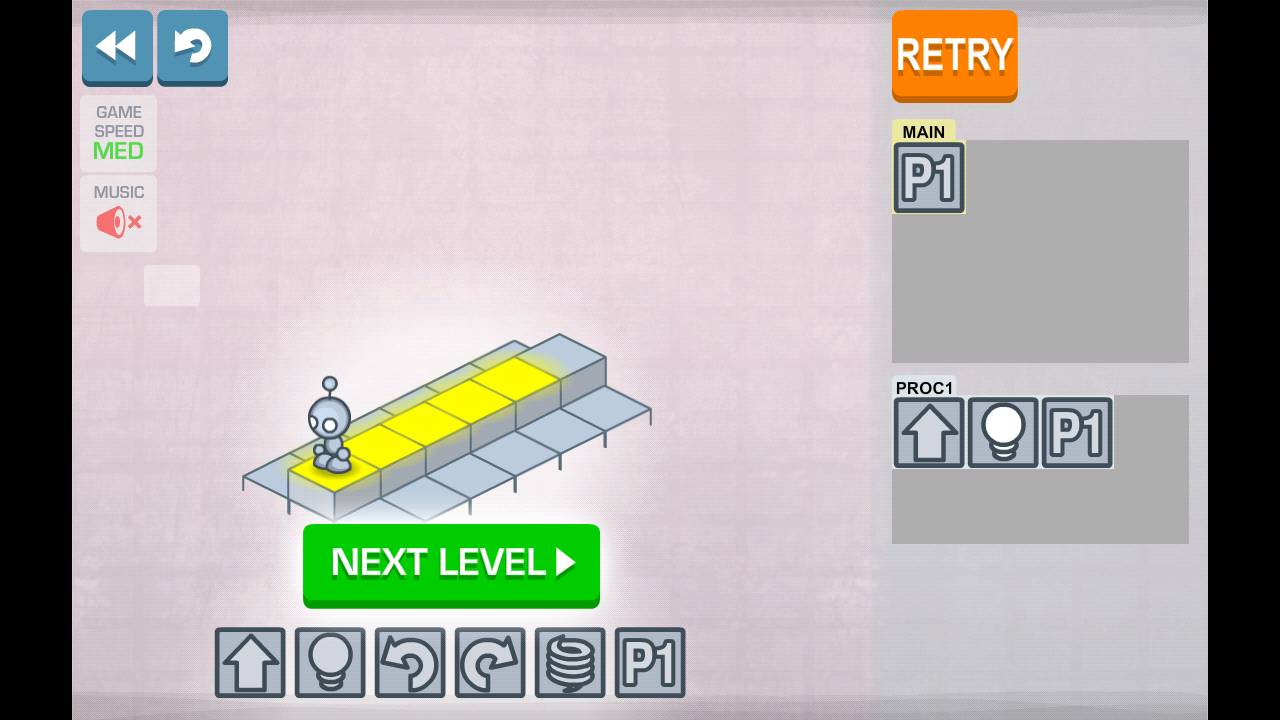 GAME
SPEED
MED
MUSIC
RETRY
MAIN
P1
PROC1
P1
NEXT LEVEL
P1